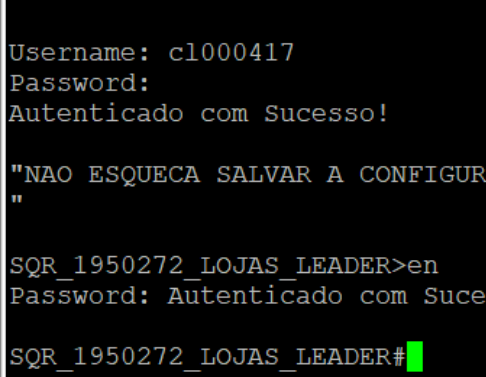 Username: cl000417
Password:
Autenticado com Sucesso!
"NAO ESQUECA SALVAR A CONFIGUR
"
SQR_1950272_LOJAS_LEADER>en
Password: Autenticado com Suce
SQR_1950272_LOJAS_LEADER#